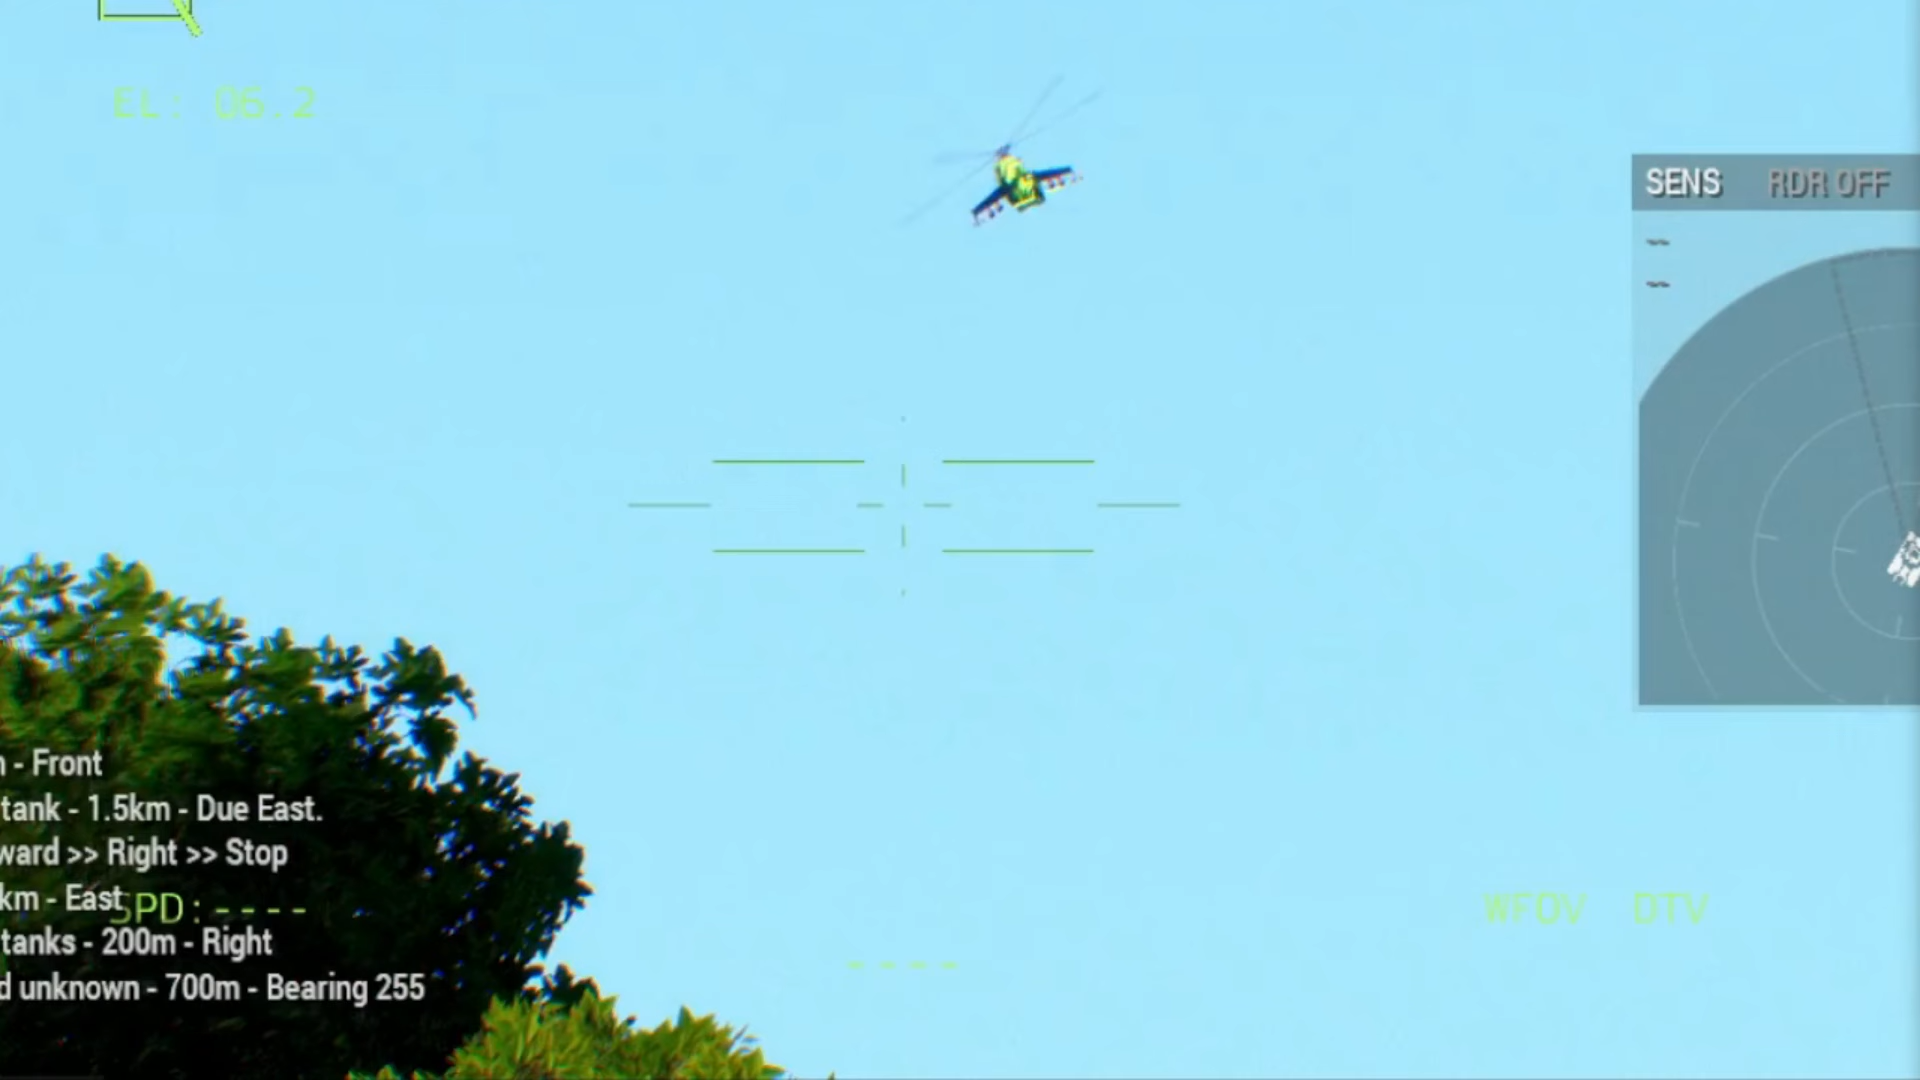 EL: 06.2
SENS RDR OFF
- Front
tank - 1.5km - Due East.
ward >> Right >> Stop
km - East
SPD:----
tanks - 200m - Right
d unknown - 700m - Bearing 255
WFOV DTV
----